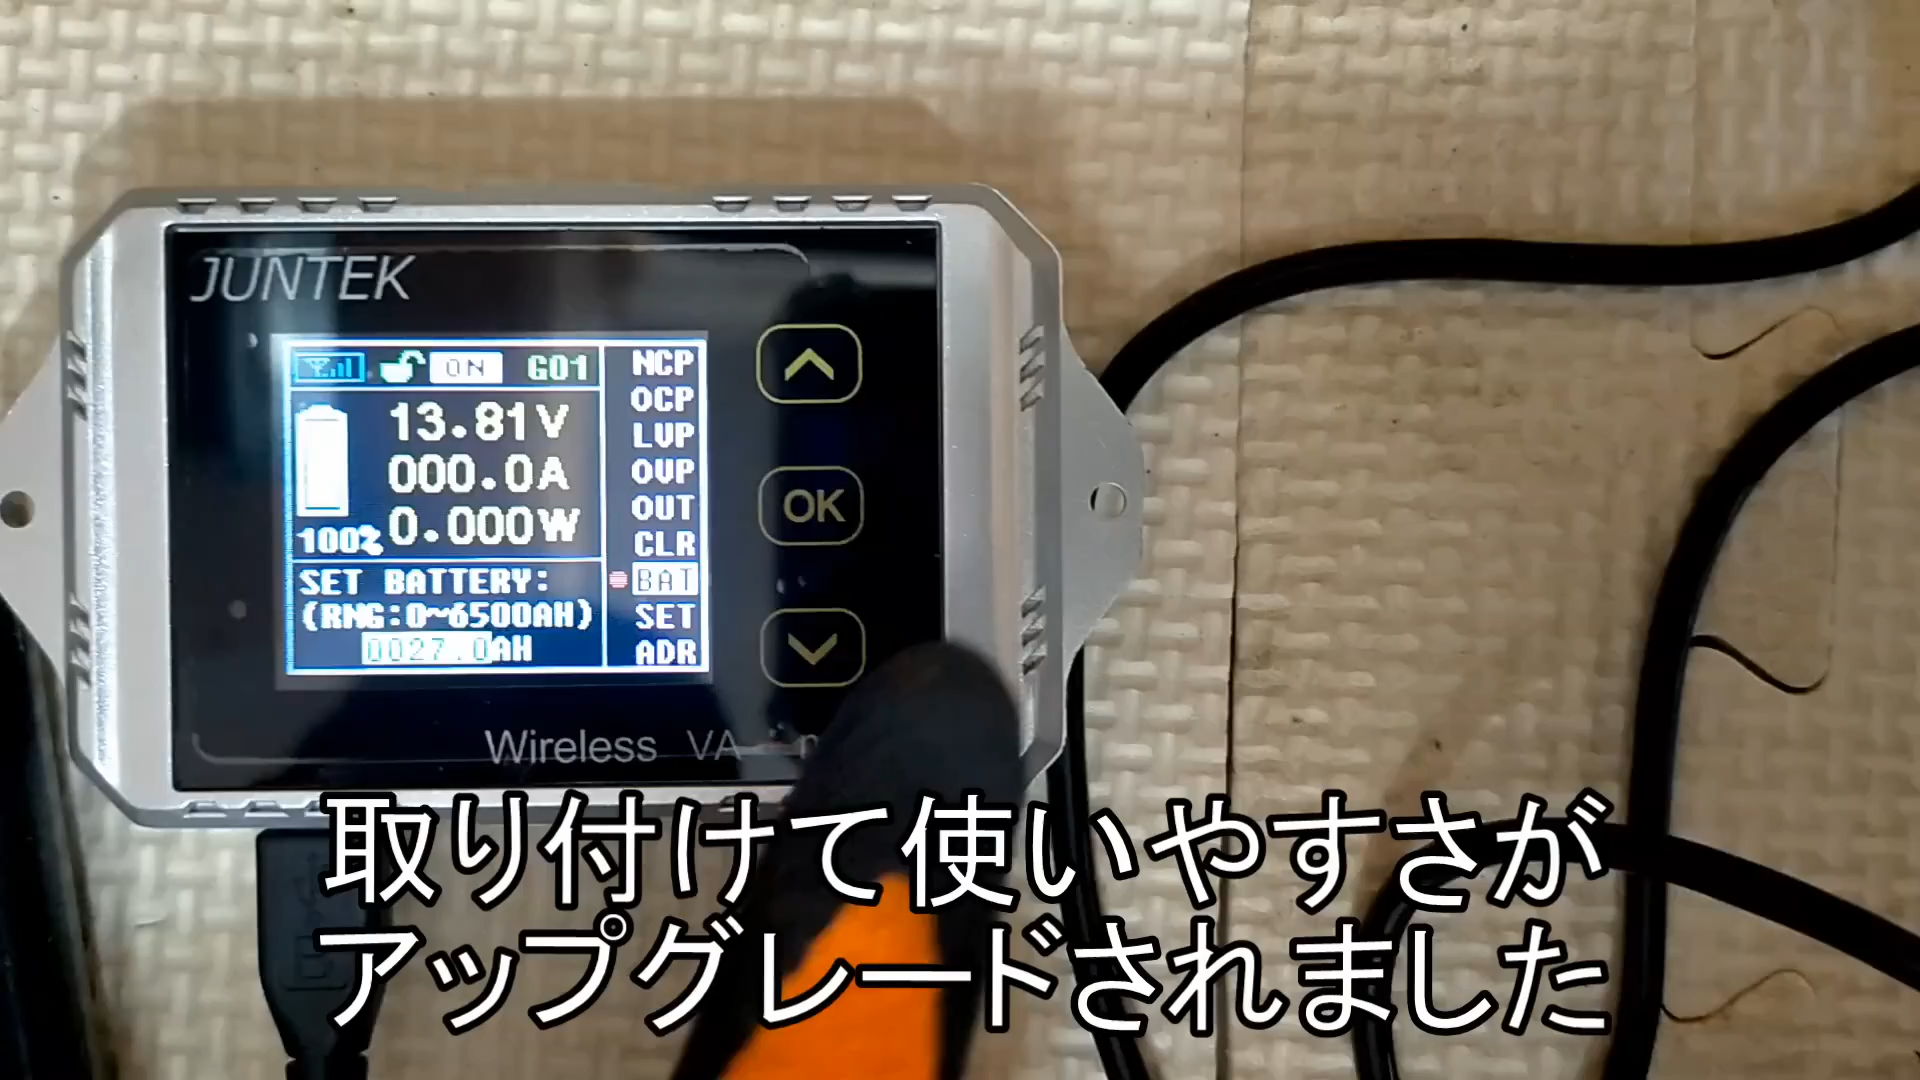 JUNTEK
ON G01
13.81V
000.0A
0.000W
100%
SET BATTERY:
(RNG:0~6500AH)
0027.0AH
NCP
OCP
LVP
OVP
OUT
CLR
BAT
SET
ADR
OK
Wireless VA
取り付けて使いやすさが
アップグレードされました